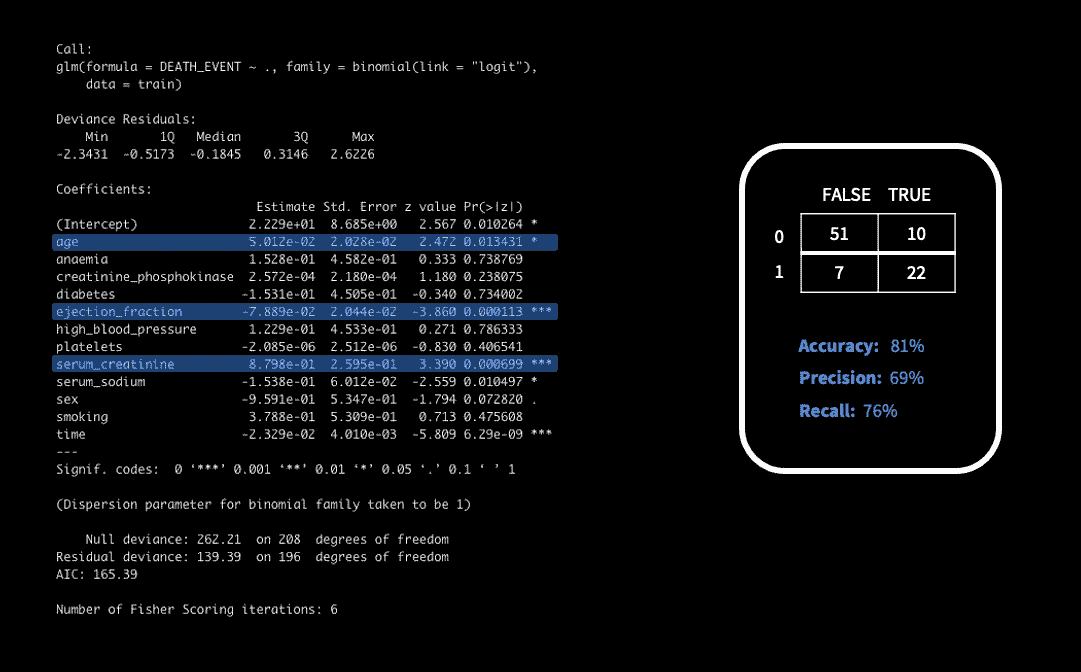 Call:
glm(formula = DEATH_EVENT ~ ., family = binomial(link = "logit"),
    data = train)
Deviance Residuals:
    Min      1Q  Median      3Q     Max
-2.3431 -0.5173 -0.1845  0.3146  2.6226
Coefficients:
                          Estimate Std. Error z value Pr(>|z|)
(Intercept)              2.229e+01  8.685e+00   2.567 0.010264 *
age                      5.012e-02  2.028e-02   2.472 0.013431 *
anaemia                  1.528e-01  4.582e-01   0.333 0.738769
creatinine_phosphokinase 2.572e-04  2.180e-04   1.180 0.238075
diabetes                -1.531e-01  4.505e-01  -0.340 0.734002
ejection_fraction       -7.889e-02  2.044e-02  -3.860 0.000113 ***
high_blood_pressure      1.229e-01  4.533e-01   0.271 0.786333
platelets               -2.085e-06  2.512e-06  -0.830 0.406541
serum_creatinine         8.798e-01  2.595e-01   3.390 0.000699 ***
serum_sodium            -1.538e-01  6.012e-02  -2.559 0.010497 *
sex                     -9.591e-01  5.347e-01  -1.794 0.072820 .
smoking                  3.788e-01  5.309e-01   0.713 0.475608
time                    -2.329e-02  4.010e-03  -5.809 6.29e-09 ***
---
Signif. codes:  0 ‘***’ 0.001 ‘**’ 0.01 ‘*’ 0.05 ‘.’ 0.1 ‘ ’ 1
(Dispersion parameter for binomial family taken to be 1)
    Null deviance: 262.21  on 208  degrees of freedom
Residual deviance: 139.39  on 196  degrees of freedom
AIC: 165.39
Number of Fisher Scoring iterations: 6
FALSE TRUE
0 51 10
1 7 22
Accuracy: 81%
Precision: 69%
Recall: 76%